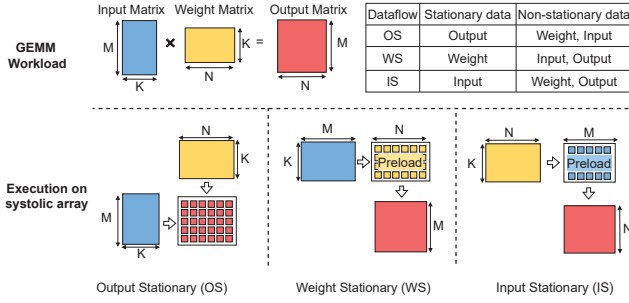 Input Matrix Weight Matrix Output Matrix
GEMM
Workload
M
K
×
K
N
=
M
N
Dataflow Stationary data Non-stationary data
OS Output Weight, Input
WS Weight Input, Output
IS Input Weight, Output
Execution on
systolic array
N
K
M
K
Output Stationary (OS)
M N
K
Preload
M
Weight Stationary (WS)
N M
K
Preload
N
Input Stationary (IS)